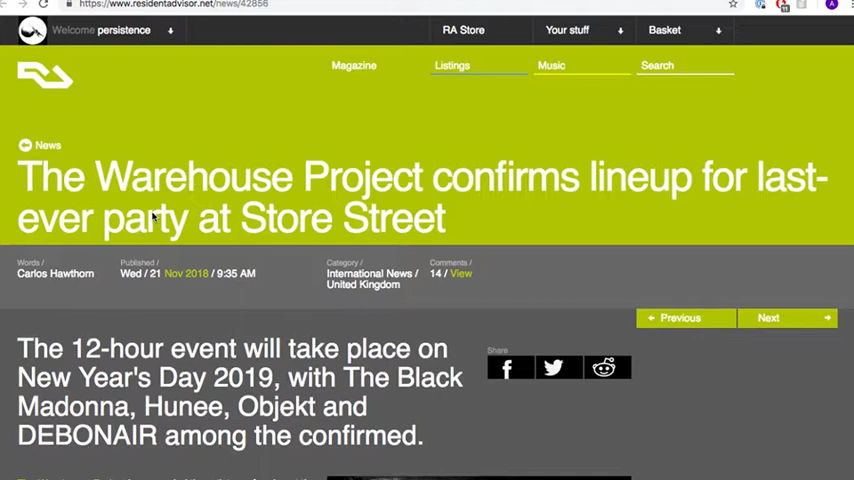 https://www.residentadvisor.net/news/42856
Welcome persistence
RA Store
Your stuff
Basket
Magazine
Listings
Music
Search
News
The Warehouse Project confirms lineup for last-
ever party at Store Street
Words /
Carlos Hawthorn
Published /
Wed / 21 Nov 2018 / 9:35 AM
Category /
International News /
United Kingdom
Comments /
14 / View
Previous
Next
The 12-hour event will take place on
New Year's Day 2019, with The Black
Madonna, Hunee, Objekt and
DEBONAIR among the confirmed.
Share